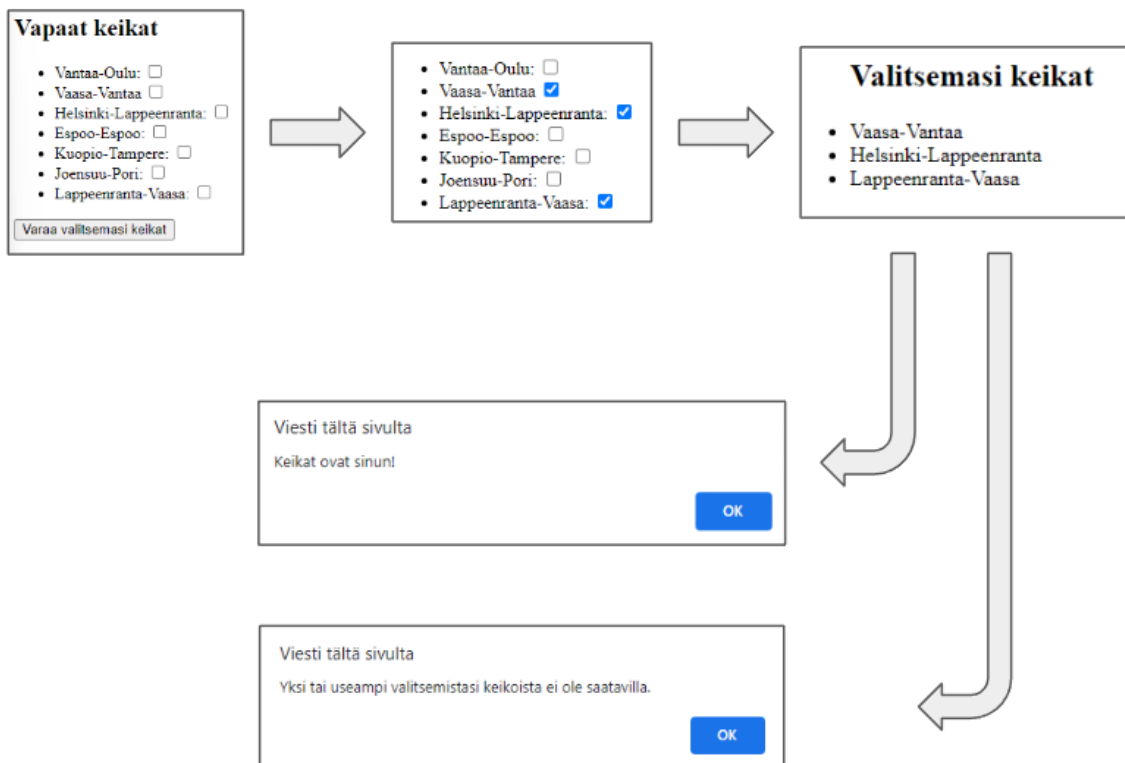 Vapaat keikat
Vantaa-Oulu:
Vaasa-Vantaa
Helsinki-Lappeenranta:
Espoo-Espoo:
Kuopio-Tampere:
Joensuu-Pori:
Lappeenranta-Vaasa:
Varaa valitsemasi keikat
Vantaa-Oulu:
Vaasa-Vantaa
Helsinki-Lappeenranta:
Espoo-Espoo:
Kuopio-Tampere:
Joensuu-Pori:
Lappeenranta-Vaasa:
Valitsemasi keikat
Vaasa-Vantaa
Helsinki-Lappeenranta
Lappeenranta-Vaasa
Viesti tältä sivulta
Keikat ovat sinun!
OK
Viesti tältä sivulta
Yksi tai useampi valitsemistasi keikoista ei ole saatavilla.
OK